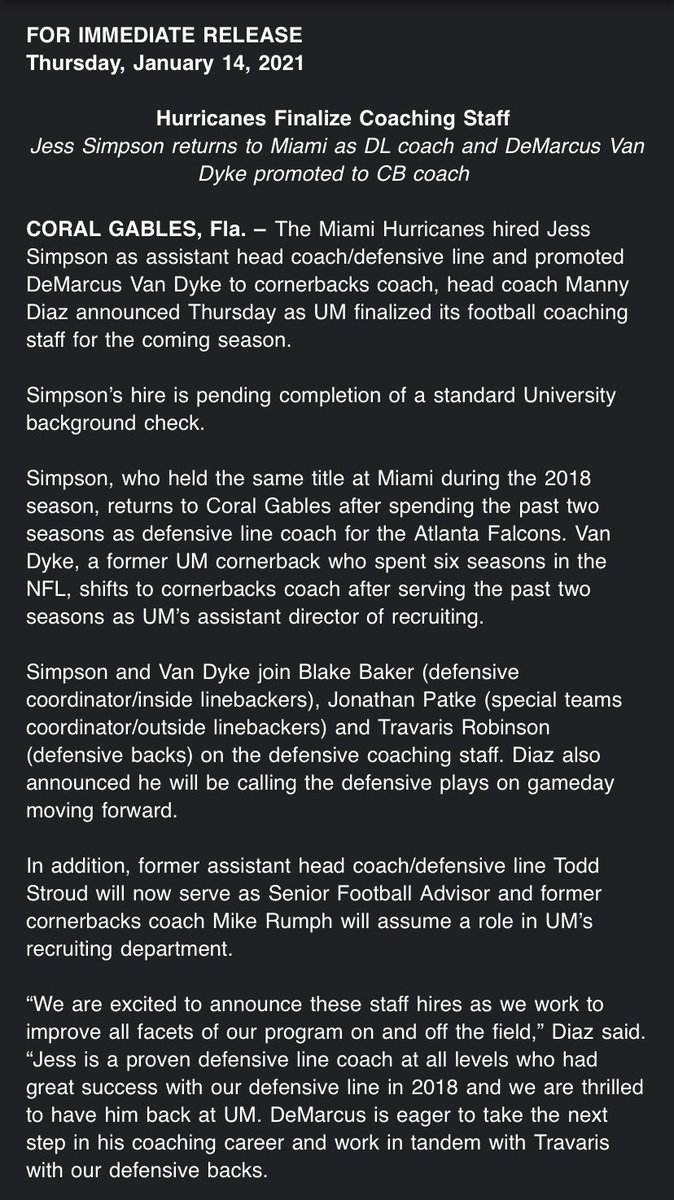 FOR IMMEDIATE RELEASE
Thursday, January 14, 2021
Hurricanes Finalize Coaching Staff
Jess Simpson returns to Miami as DL coach and DeMarcus Van
Dyke promoted to CB coach
CORAL GABLES, Fla. – The Miami Hurricanes hired Jess
Simpson as assistant head coach/defensive line and promoted
DeMarcus Van Dyke to cornerbacks coach, head coach Manny
Diaz announced Thursday as UM finalized its football coaching
staff for the coming season.
Simpson’s hire is pending completion of a standard University
background check.
Simpson, who held the same title at Miami during the 2018
season, returns to Coral Gables after spending the past two
seasons as defensive line coach for the Atlanta Falcons. Van
Dyke, a former UM cornerback who spent six seasons in the
NFL, shifts to cornerbacks coach after serving the past two
seasons as UM’s assistant director of recruiting.
Simpson and Van Dyke join Blake Baker (defensive
coordinator/inside linebackers), Jonathan Patke (special teams
coordinator/outside linebackers) and Travaris Robinson
(defensive backs) on the defensive coaching staff. Diaz also
announced he will be calling the defensive plays on gameday
moving forward.
In addition, former assistant head coach/defensive line Todd
Stroud will now serve as Senior Football Advisor and former
cornerbacks coach Mike Rumph will assume a role in UM’s
recruiting department.
“We are excited to announce these staff hires as we work to
improve all facets of our program on and off the field,” Diaz said.
“Jess is a proven defensive line coach at all levels who had
great success with our defensive line in 2018 and we are thrilled
to have him back at UM. DeMarcus is eager to take the next
step in his coaching career and work in tandem with Travaris
with our defensive backs.